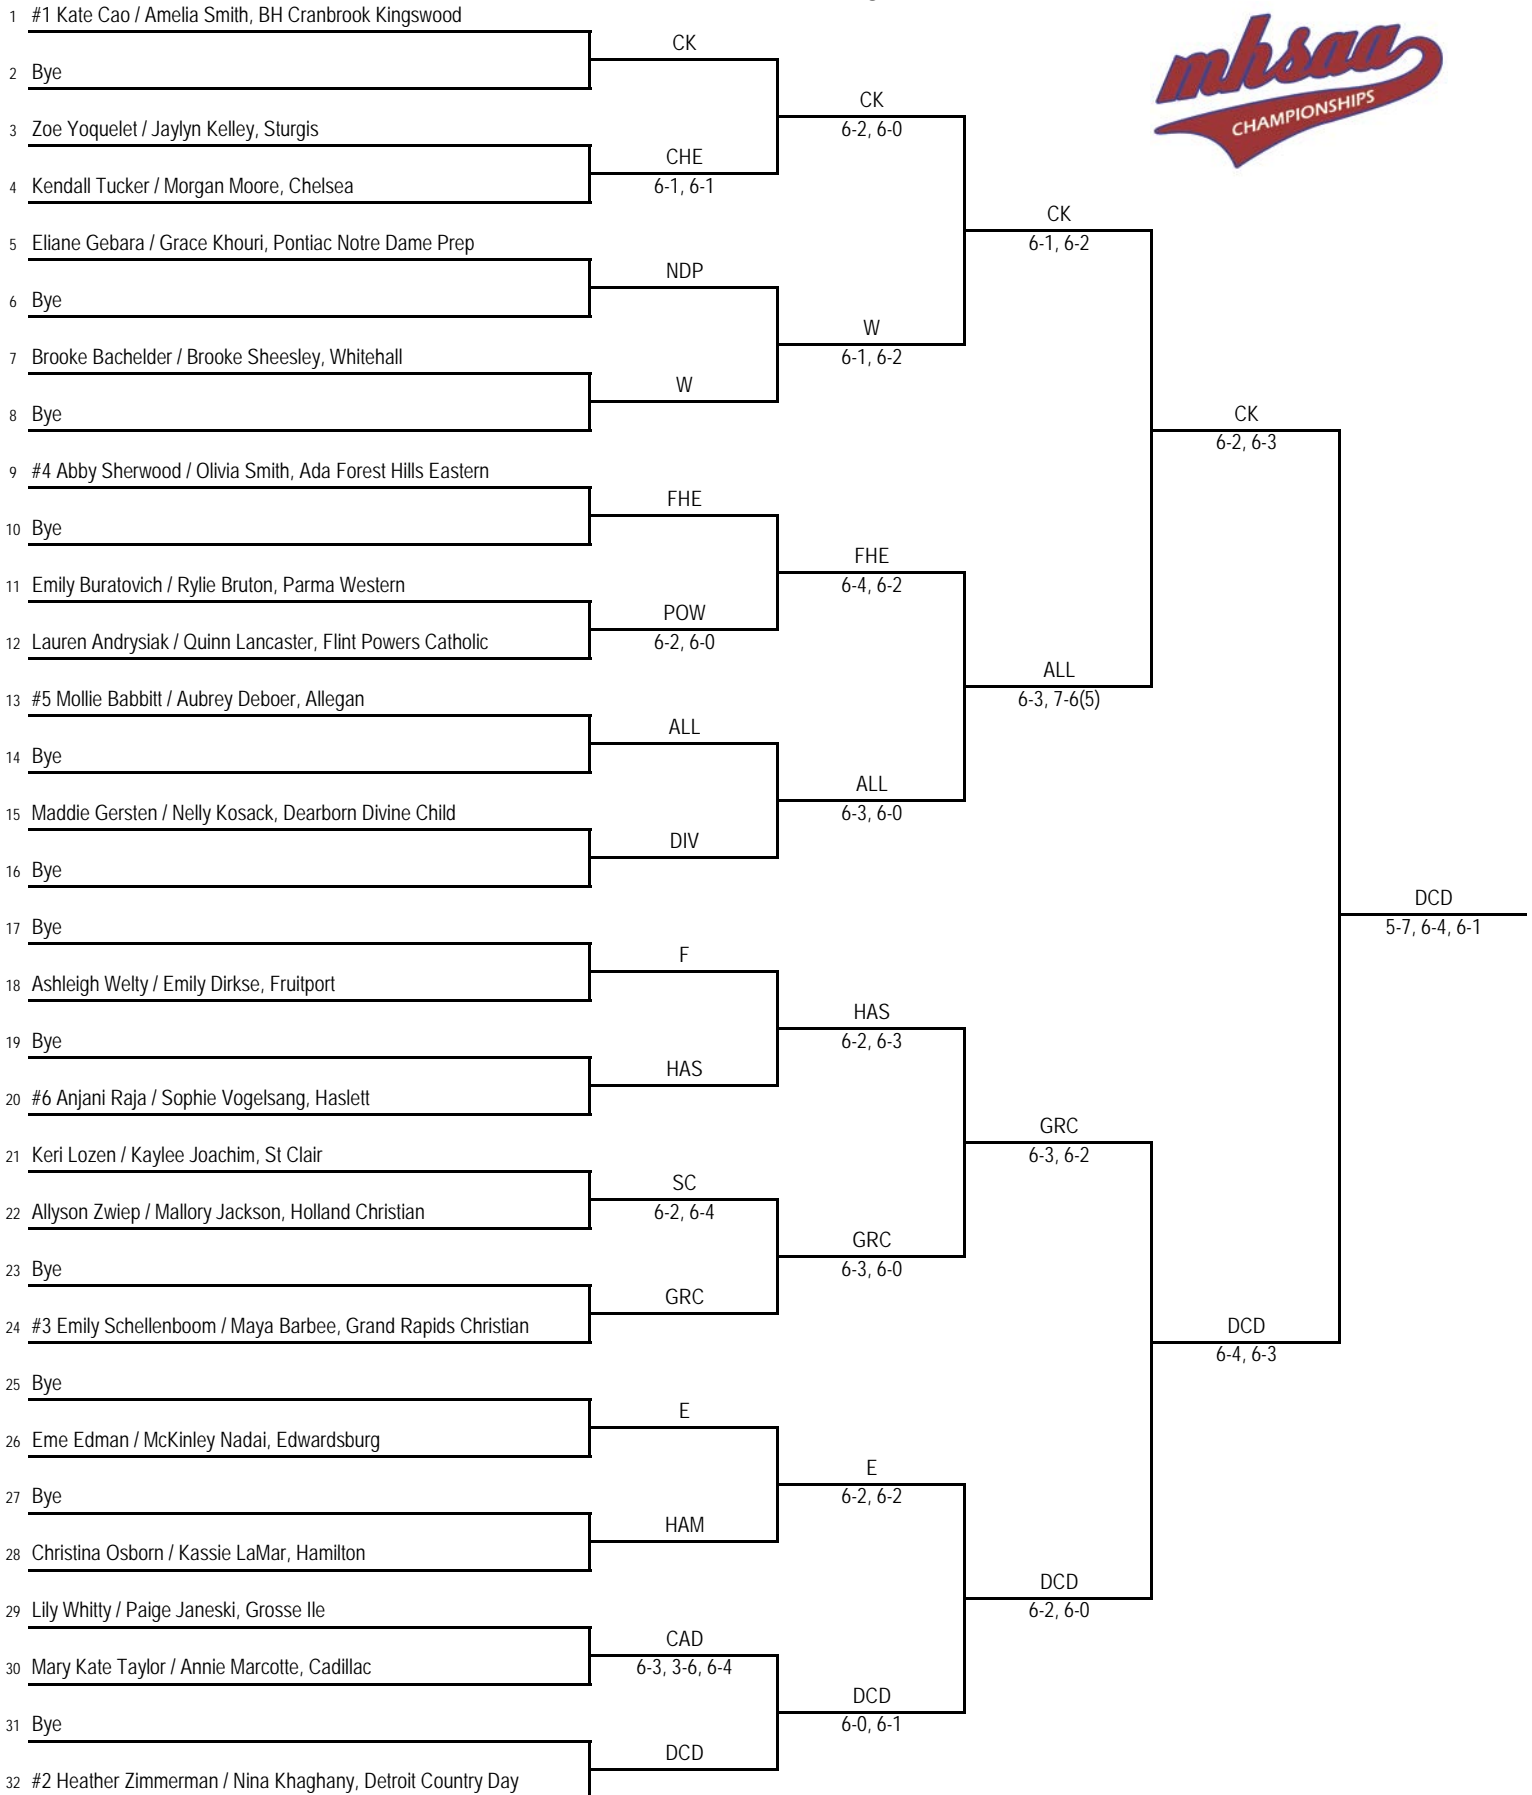 1 #1 Kate Cao / Amelia Smith, BH Cranbrook Kingswood
2 Bye
3 Zoe Yoquelet / Jaylyn Kelley, Sturgis
4 Kendall Tucker / Morgan Moore, Chelsea
5 Eliane Gebara / Grace Khouri, Pontiac Notre Dame Prep
6 Bye
7 Brooke Bachelder / Brooke Sheesley, Whitehall
8 Bye
9 #4 Abby Sherwood / Olivia Smith, Ada Forest Hills Eastern
10 Bye
11 Emily Buratovich / Rylie Bruton, Parma Western
12 Lauren Andrysiak / Quinn Lancaster, Flint Powers Catholic
13 #5 Mollie Babbitt / Aubrey Deboer, Allegan
14 Bye
15 Maddie Gersten / Nelly Kosack, Dearborn Divine Child
16 Bye
17 Bye
18 Ashleigh Welty / Emily Dirkse, Fruitport
19 Bye
20 #6 Anjani Raja / Sophie Vogelsang, Haslett
21 Keri Lozen / Kaylee Joachim, St Clair
22 Allyson Zwiep / Mallory Jackson, Holland Christian
23 Bye
24 #3 Emily Schellenboom / Maya Barbee, Grand Rapids Christian
25 Bye
26 Eme Edman / McKinley Nadai, Edwardsburg
27 Bye
28 Christina Osborn / Kassie LaMar, Hamilton
29 Lily Whitty / Paige Janeski, Grosse Ile
30 Mary Kate Taylor / Annie Marcotte, Cadillac
31 Bye
32 #2 Heather Zimmerman / Nina Khaghany, Detroit Country Day
CK
CHE
6-1, 6-1
NDP
W
FHE
POW
6-2, 6-0
ALL
DIV
F
HAS
SC
6-2, 6-4
GRC
E
HAM
CAD
6-3, 3-6, 6-4
DCD
CK
6-2, 6-0
W
6-1, 6-2
FHE
6-4, 6-2
ALL
6-3, 6-0
HAS
6-2, 6-3
GRC
6-3, 6-0
E
6-2, 6-2
DCD
6-0, 6-1
CK
6-1, 6-2
ALL
6-3, 7-6(5)
GRC
6-3, 6-2
DCD
6-2, 6-0
CK
6-2, 6-3
DCD
6-4, 6-3
DCD
5-7, 6-4, 6-1
mhsaa
CHAMPIONSHIPS